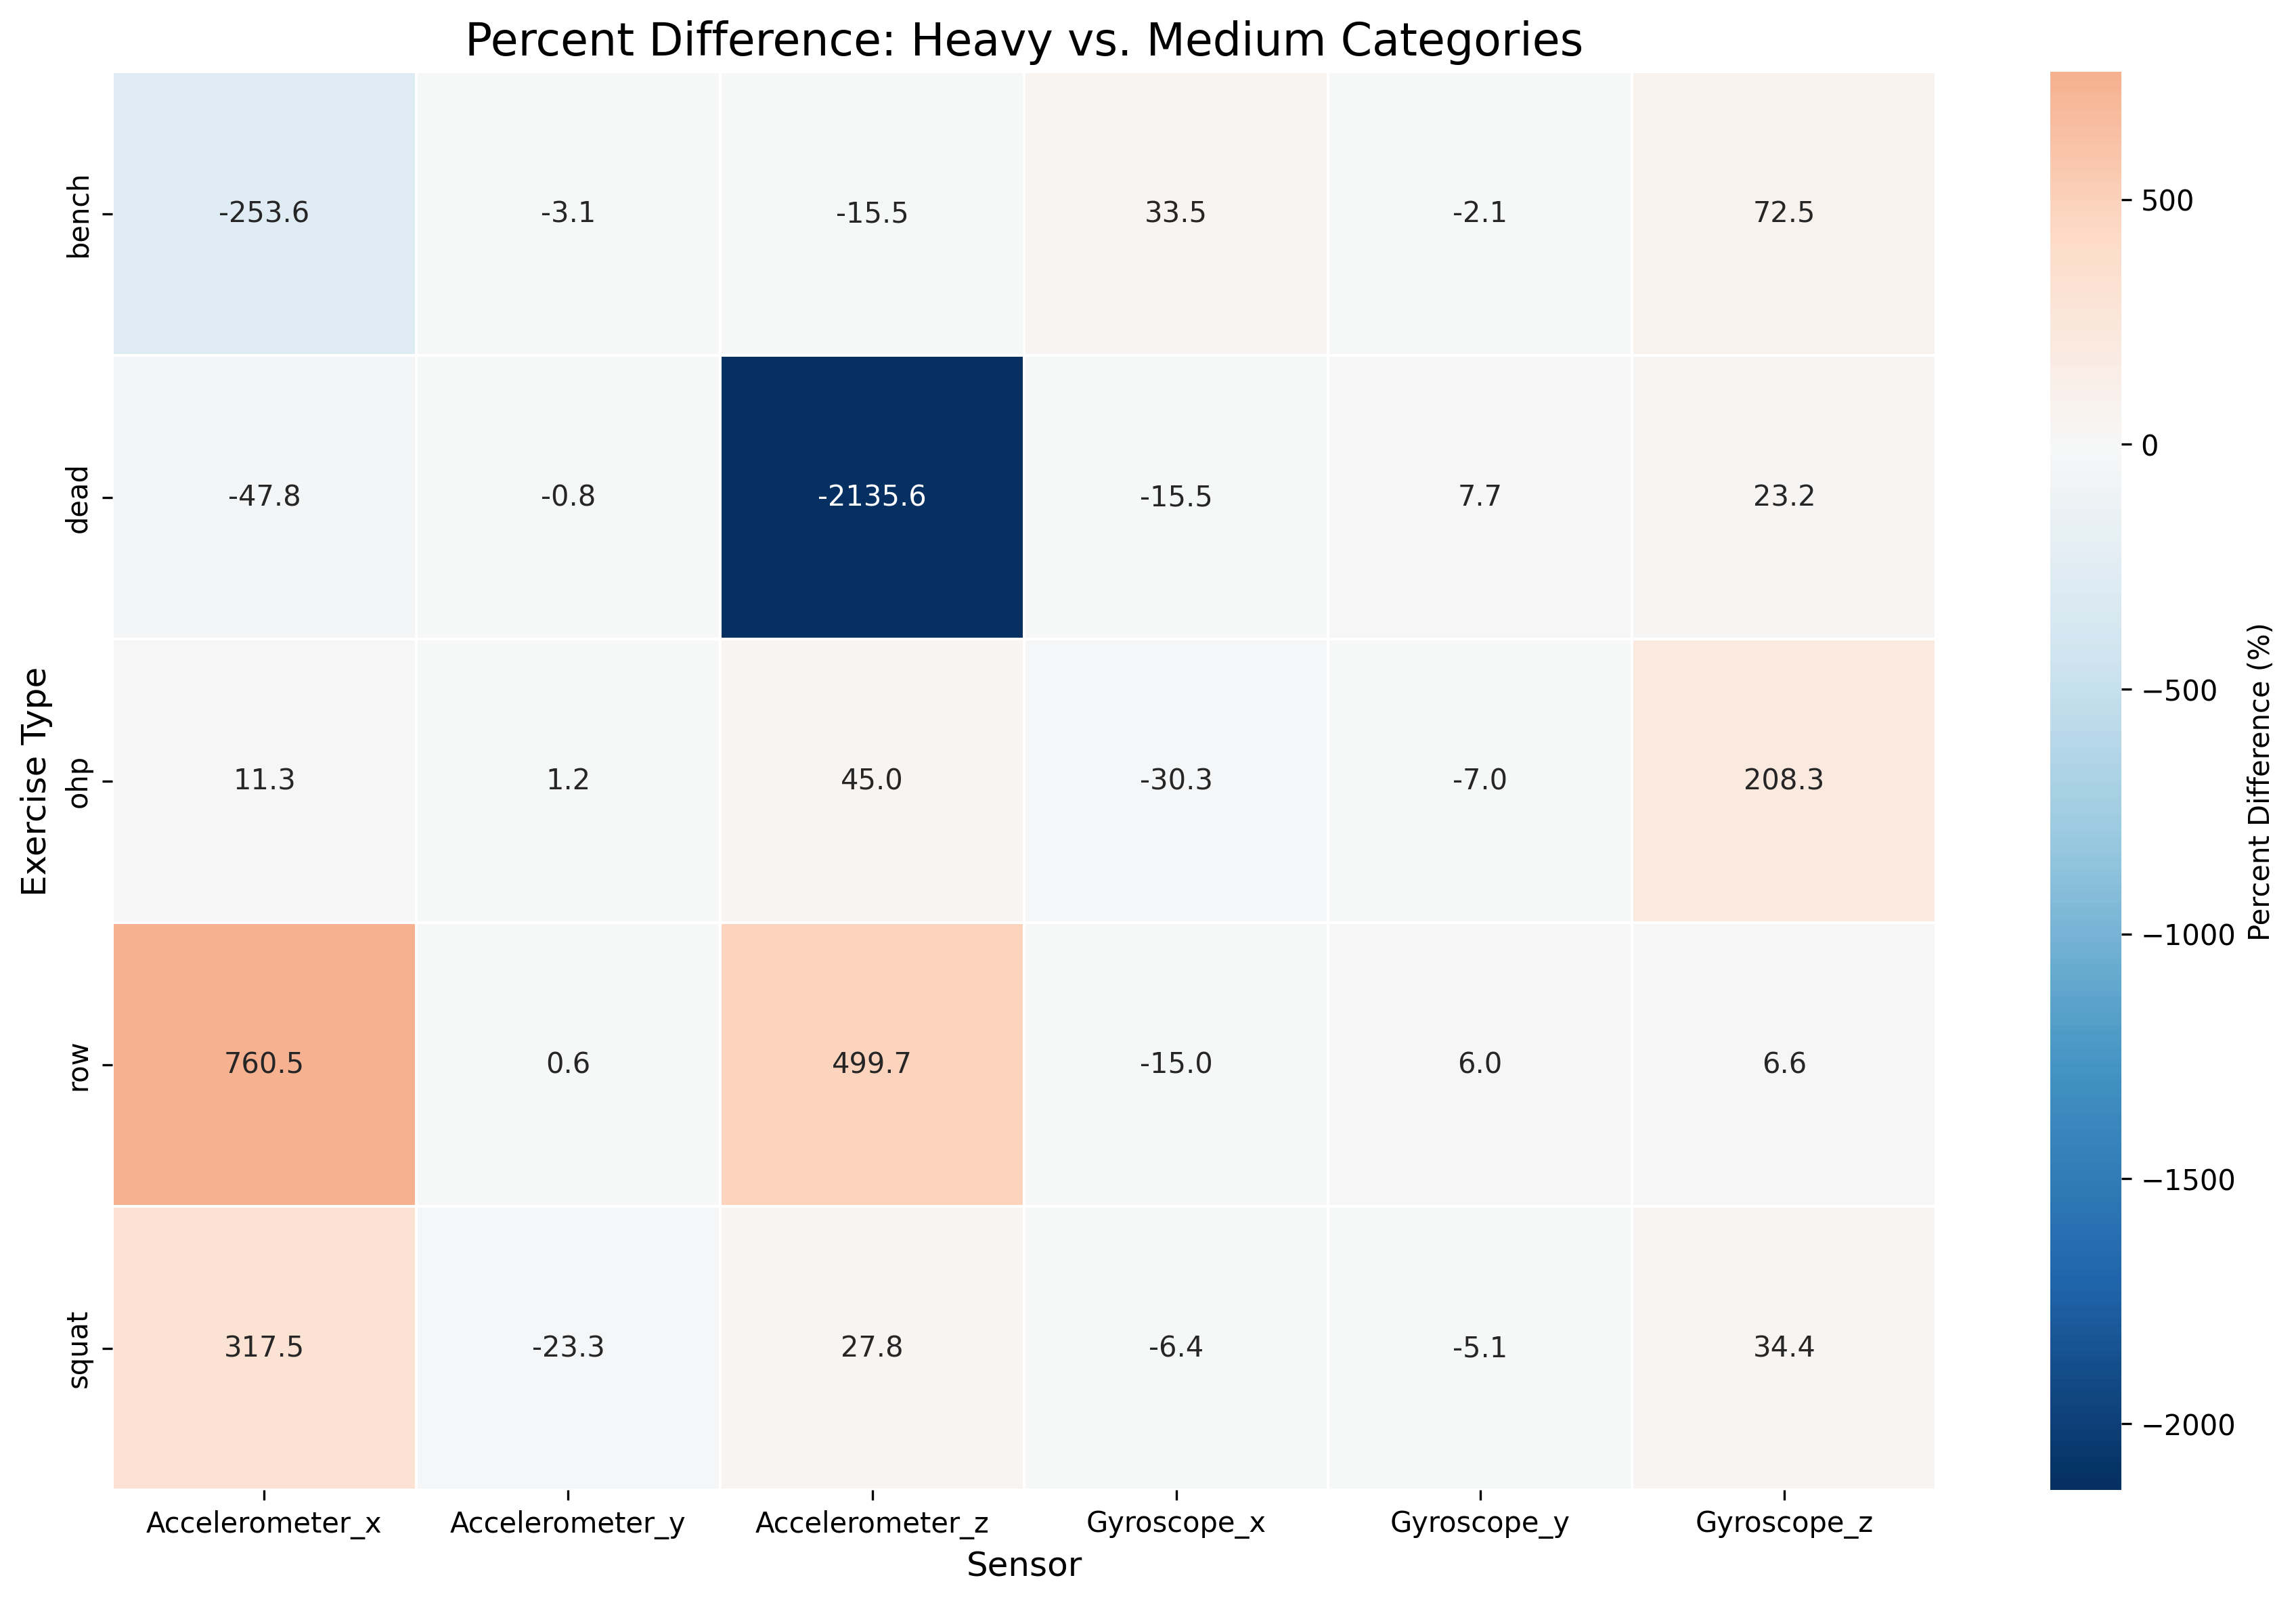 Percent Difference: Heavy vs. Medium Categories
Exercise Type
bench
-253.6 -3.1 -15.5 33.5 -2.1 72.5
dead
-47.8 -0.8 -2135.6 -15.5 7.7 23.2
ohp
11.3 1.2 45.0 -30.3 -7.0 208.3
row
760.5 0.6 499.7 -15.0 6.0 6.6
squat
317.5 -23.3 27.8 -6.4 -5.1 34.4
Accelerometer_x Accelerometer_y Accelerometer_z Gyroscope_x Gyroscope_y Gyroscope_z
Sensor
500
0
−500
−1000
−1500
−2000
Percent Difference (%)